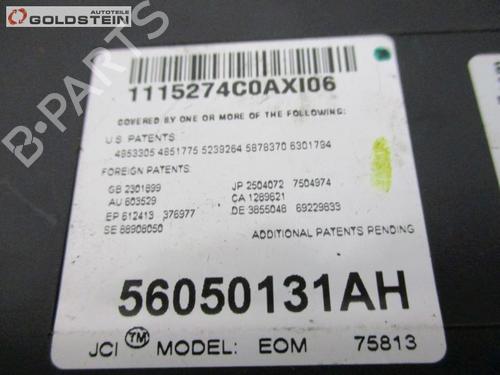 AUTOTEILE
GOLDSTEIN
1115274C0AXI06
COVERED BY ONE OR MORE OF THE FOLLOWING:
U.S. PATENTS
4953305 4851775 5239264 5878370 6301794
FOREIGN PATENTS:
GB 2301899 JP 2504072 7504974
AU 603529 CA 1289621
EP 612413 376977 DE 3855048 69229833
SE 88908050
ADDITIONAL PATENTS PENDING
56050131AH
JCI TM MODEL: EOM 75813